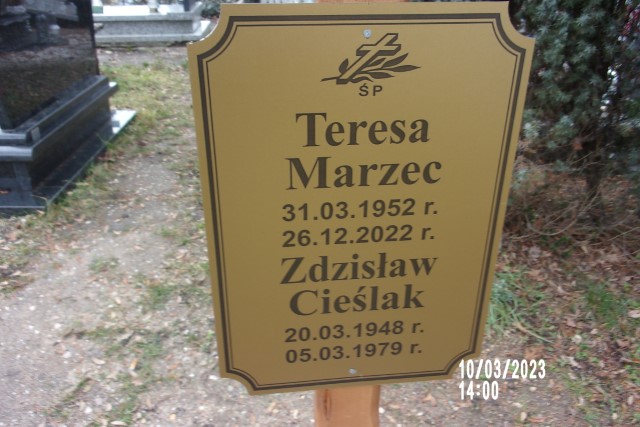 ŚP
Teresa
Marzec
31.03.1952 r.
26.12.2022 r.
Zdzisław
Cieślak
20.03.1948 r.
05.03.1979 r.
10/03/2023
14:00